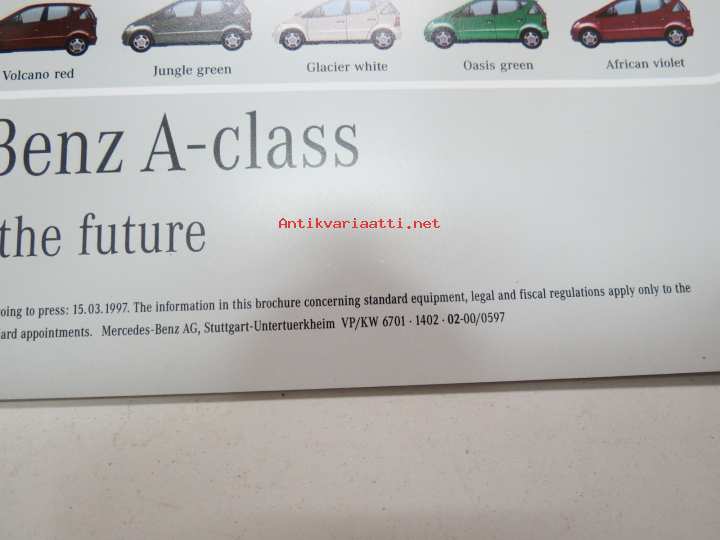 Volcano red Jungle green Glacier white Oasis green African violet
Benz A-class
the future
Antikvariaatti.net
oing to press: 15.03.1997. The information in this brochure concerning standard equipment, legal and fiscal regulations apply only to the
ard appointments. Mercedes-Benz AG, Stuttgart-Untertuerkheim VP/KW 6701 · 1402 · 02-00/0597